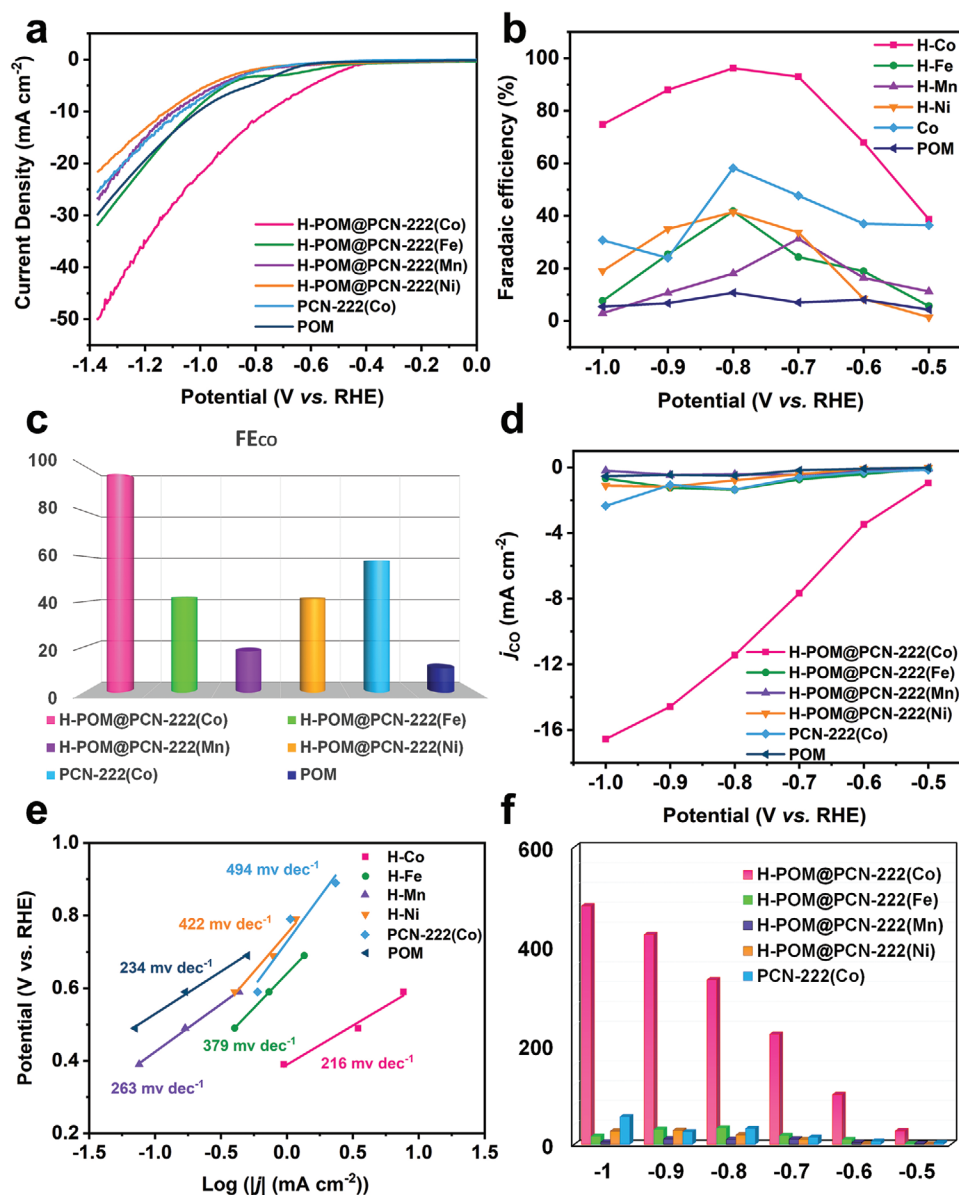 a
0
-10
-20
-30
-40
-50
Current Density (mA cm⁻²)
H-POM@PCN-222(Co)
H-POM@PCN-222(Fe)
H-POM@PCN-222(Mn)
H-POM@PCN-222(Ni)
PCN-222(Co)
POM
-1.4 -1.2 -1.0 -0.8 -0.6 -0.4 -0.2 0.0
Potential (V vs. RHE)
b
100
80
60
40
20
0
Faradaic efficiency (%)
H-Co
H-Fe
H-Mn
H-Ni
Co
POM
-1.0 -0.9 -0.8 -0.7 -0.6 -0.5
Potential (V vs. RHE)
c
FECO
100
80
60
40
20
0
H-POM@PCN-222(Co) H-POM@PCN-222(Fe)
H-POM@PCN-222(Mn) H-POM@PCN-222(Ni)
PCN-222(Co) POM
d
0
-4
-8
-12
-16
jCO (mA cm⁻²)
H-POM@PCN-222(Co)
H-POM@PCN-222(Fe)
H-POM@PCN-222(Mn)
H-POM@PCN-222(Ni)
PCN-222(Co)
POM
-1.0 -0.9 -0.8 -0.7 -0.6 -0.5
Potential (V vs. RHE)
e
1.0
0.8
0.6
0.4
0.2
Potential (V vs. RHE)
494 mv dec⁻¹
422 mv dec⁻¹
234 mv dec⁻¹
379 mv dec⁻¹
263 mv dec⁻¹
216 mv dec⁻¹
H-Co
H-Fe
H-Mn
H-Ni
PCN-222(Co)
POM
-1.5 -1.0 -0.5 0.0 0.5 1.0 1.5
Log (|j| (mA cm⁻²))
f
600
400
200
0
H-POM@PCN-222(Co)
H-POM@PCN-222(Fe)
H-POM@PCN-222(Mn)
H-POM@PCN-222(Ni)
PCN-222(Co)
-1 -0.9 -0.8 -0.7 -0.6 -0.5